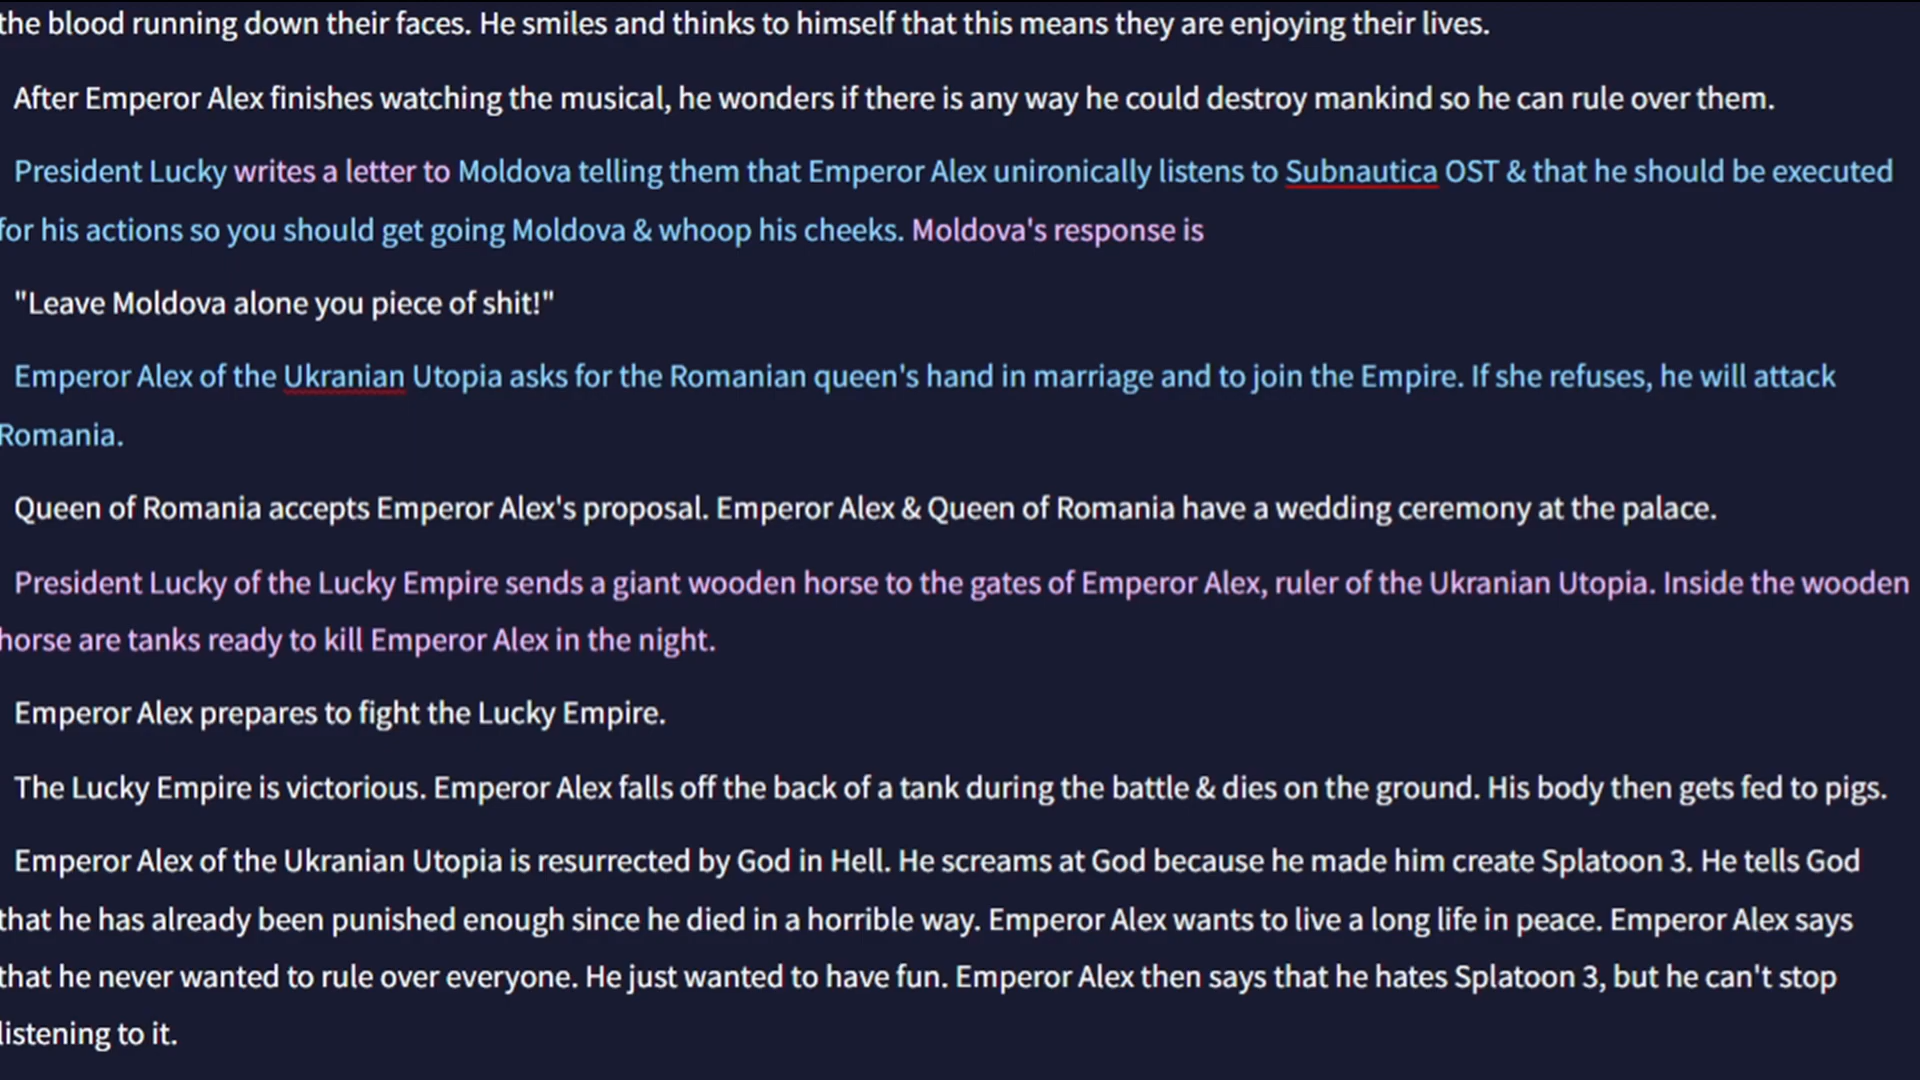 the blood running down their faces. He smiles and thinks to himself that this means they are enjoying their lives.
After Emperor Alex finishes watching the musical, he wonders if there is any way he could destroy mankind so he can rule over them.
President Lucky writes a letter to Moldova telling them that Emperor Alex unironically listens to Subnautica OST & that he should be executed
for his actions so you should get going Moldova & whoop his cheeks. Moldova's response is
"Leave Moldova alone you piece of shit!"
Emperor Alex of the Ukranian Utopia asks for the Romanian queen's hand in marriage and to join the Empire. If she refuses, he will attack
Romania.
Queen of Romania accepts Emperor Alex's proposal. Emperor Alex & Queen of Romania have a wedding ceremony at the palace.
President Lucky of the Lucky Empire sends a giant wooden horse to the gates of Emperor Alex, ruler of the Ukranian Utopia. Inside the wooden
horse are tanks ready to kill Emperor Alex in the night.
Emperor Alex prepares to fight the Lucky Empire.
The Lucky Empire is victorious. Emperor Alex falls off the back of a tank during the battle & dies on the ground. His body then gets fed to pigs.
Emperor Alex of the Ukranian Utopia is resurrected by God in Hell. He screams at God because he made him create Splatoon 3. He tells God
that he has already been punished enough since he died in a horrible way. Emperor Alex wants to live a long life in peace. Emperor Alex says
that he never wanted to rule over everyone. He just wanted to have fun. Emperor Alex then says that he hates Splatoon 3, but he can't stop
listening to it.